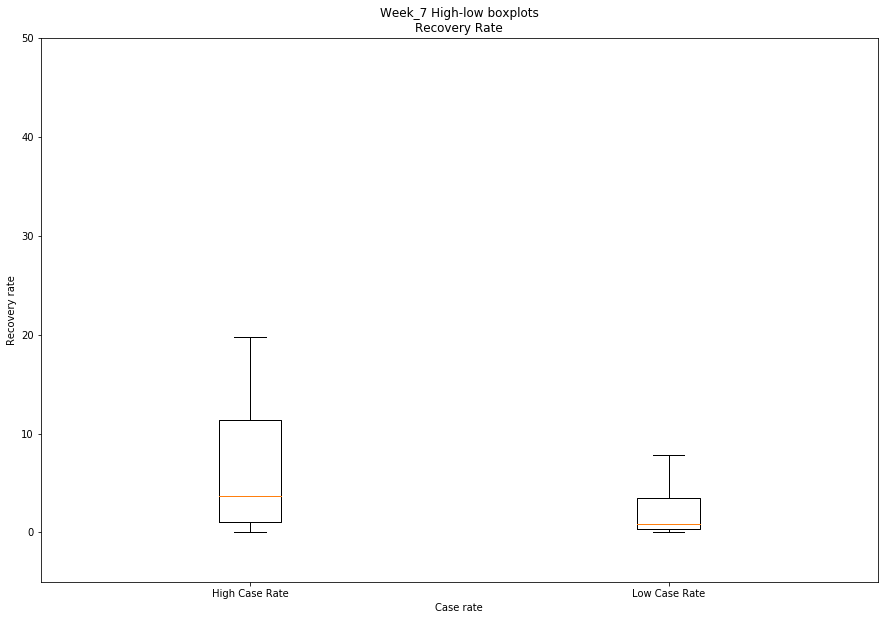 Week_7 High-low boxplots
Recovery Rate
50
40
30
20
10
0
Recovery rate
High Case Rate
Low Case Rate
Case rate